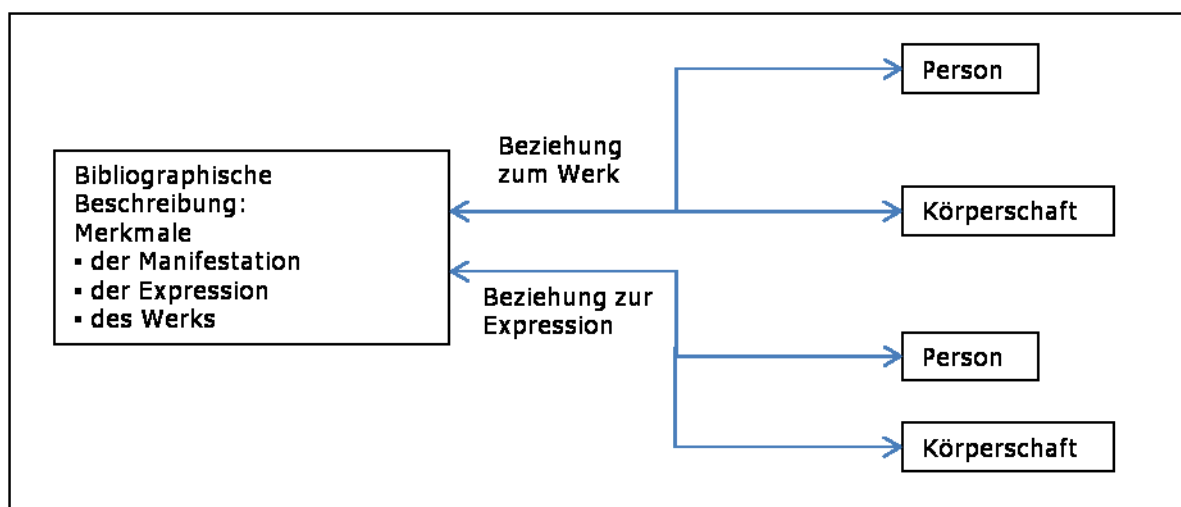 Person
Beziehung
zum Werk
Bibliographische
Beschreibung:
Merkmale
▪ der Manifestation
▪ der Expression
▪ des Werks
Körperschaft
Beziehung zur
Expression
Person
Körperschaft